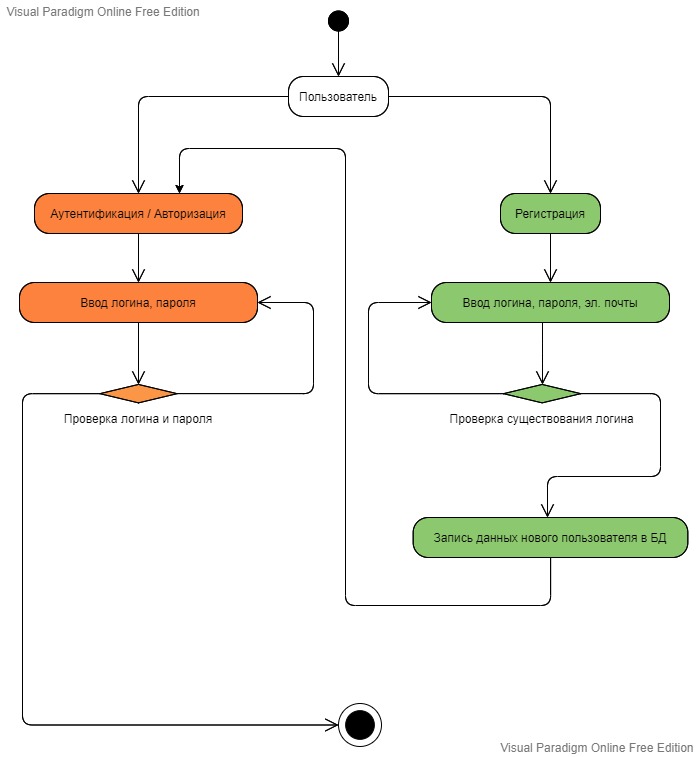 Visual Paradigm Online Free Edition
Пользователь
Аутентификация / Авторизация
Регистрация
Ввод логина, пароля
Ввод логина, пароля, эл. почты
Проверка логина и пароля
Проверка существования логина
Запись данных нового пользователя в БД
Visual Paradigm Online Free Edition